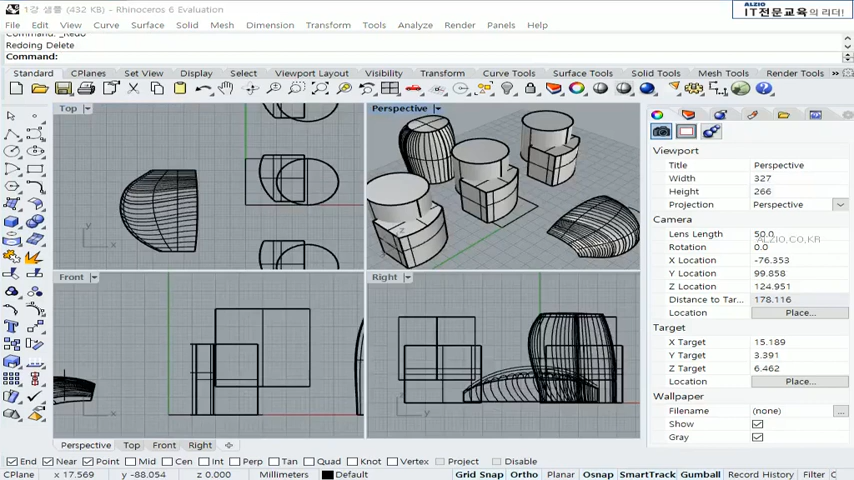 1강 샘플 (432 KB) - Rhinoceros 6 Evaluation
ALZIO
IT전문교육의 리더!
File Edit View Curve Surface Solid Mesh Dimension Transform Tools Analyze Render Panels Help
Command: _Redo
Redoing Delete
Command:
Standard CPlanes Set View Display Select Viewport Layout Visibility Transform Curve Tools Surface Tools Solid Tools Mesh Tools Render Tools
Top
Perspective
y
x
z
Front
Right
z
x
z
y
Perspective Top Front Right
Viewport
Title Perspective
Width 327
Height 266
Projection Perspective
Camera
Lens Length 50.0
ALZIO.CO.KR
Rotation 0.0
X Location -76.353
Y Location 99.858
Z Location 124.951
Distance to Tar... 178.116
Location Place...
Target
X Target 15.189
Y Target 3.391
Z Target 6.462
Location Place...
Wallpaper
Filename (none) ...
Show
Gray
End Near Point Mid Cen Int Perp Tan Quad Knot Vertex Project Disable
CPlane x 17.569 y -88.054 z 0.000 Millimeters Default Grid Snap Ortho Planar Osnap SmartTrack Gumball Record History Filter